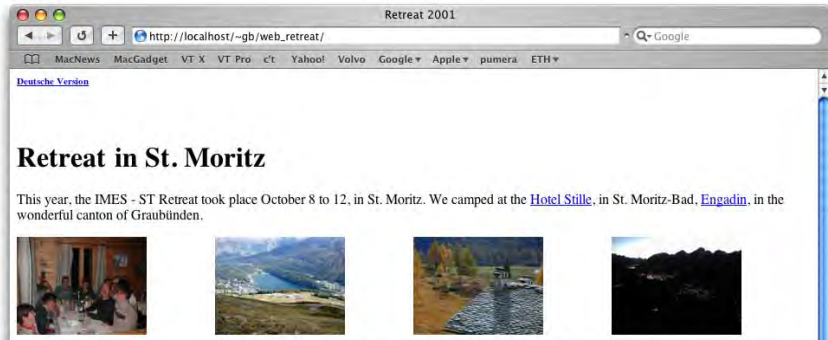 Retreat 2001
http://localhost/~gb/web_retreat/
Google
MacNews MacGadget VT X VT Pro c't Yahoo! Volvo Google Apple pumera ETH
Deutsche Version
Retreat in St. Moritz
This year, the IMES - ST Retreat took place October 8 to 12, in St. Moritz. We camped at the Hotel Stille, in St. Moritz-Bad, Engadin, in the
wonderful canton of Graubünden.